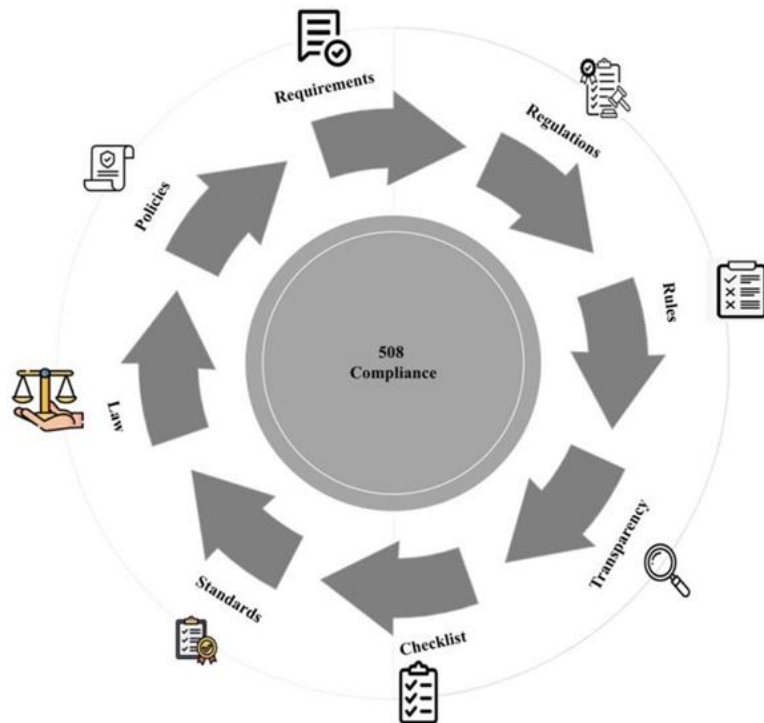 Requirements
Regulations
Rules
Transparency
Checklist
Standards
Law
Policies
508
Compliance